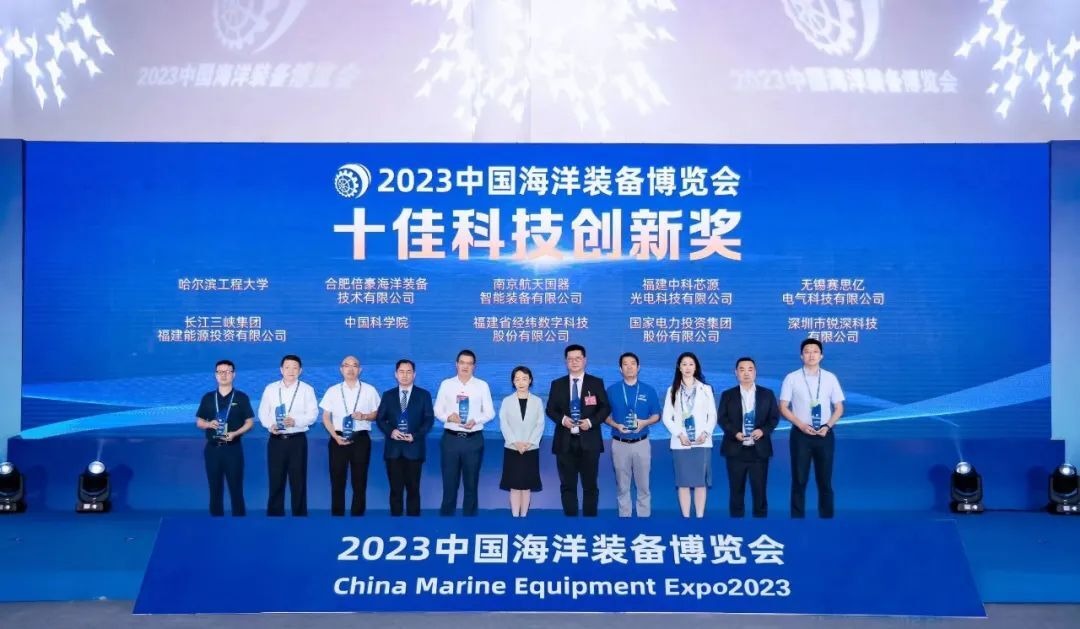 2023中国海洋装备博览会
2023中国海洋装备博览会
2023中国海洋装备博览会
十佳科技创新奖
哈尔滨工程大学
合肥倍豪海洋装备
技术有限公司
南京航天国器
智能装备有限公司
福建中科芯源
光电科技有限公司
无锡赛思亿
电气科技有限公司
长江三峡集团
福建能源投资有限公司
中国科学院
福建省经纬数字科技
股份有限公司
国家电力投资集团
股份有限公司
深圳市锐深科技
有限公司
2023中国海洋装备博览会
China Marine Equipment Expo2023